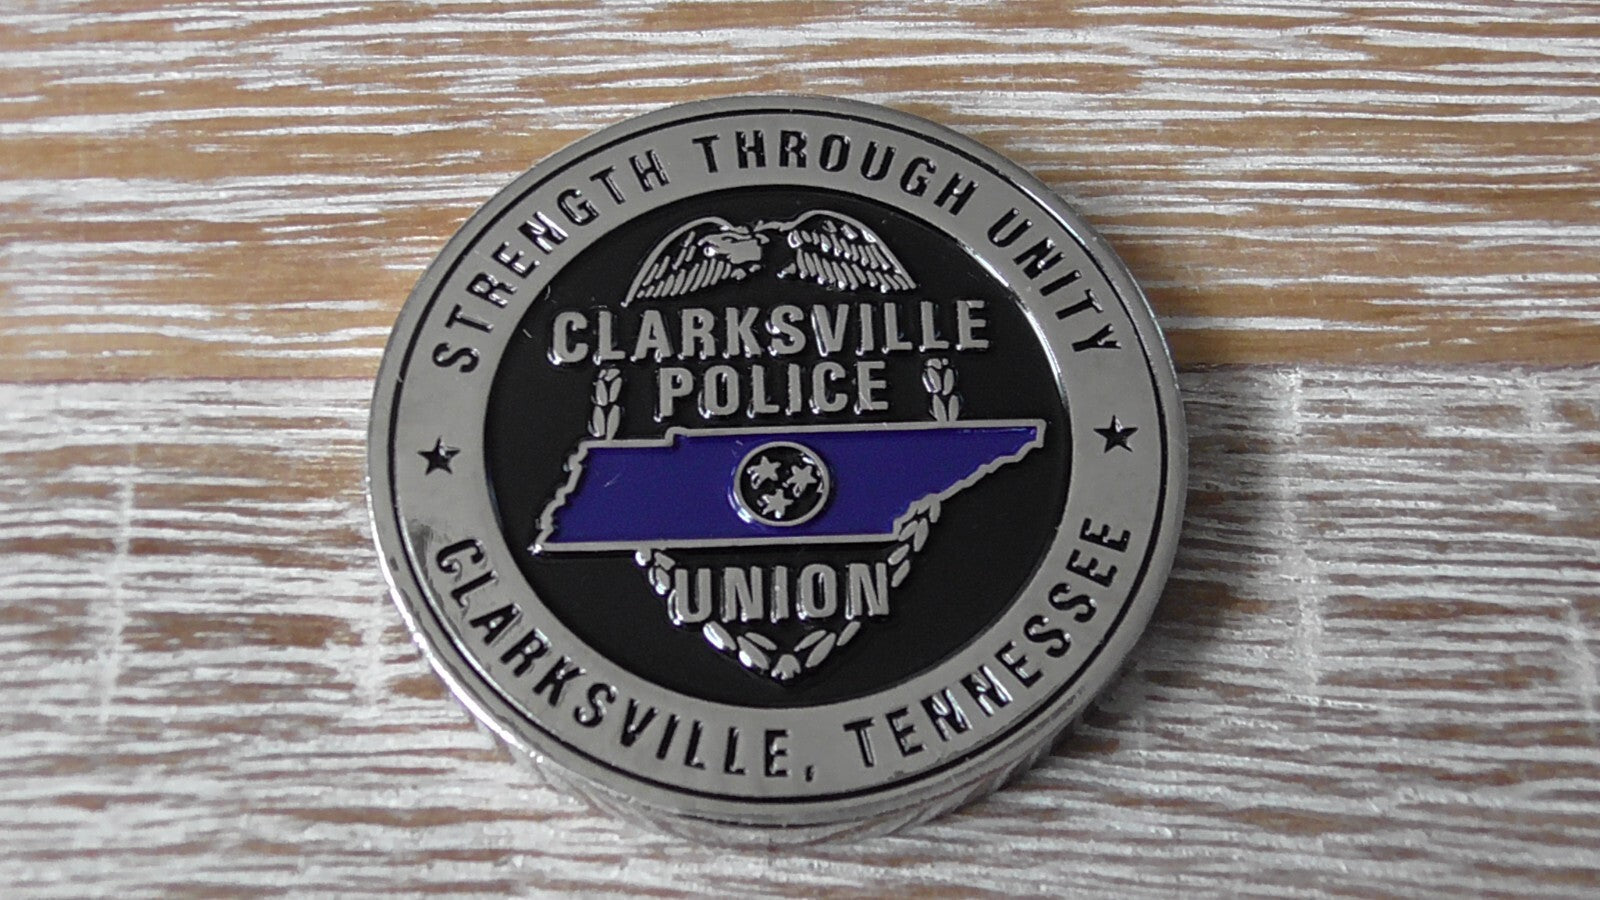 STRENGTH THROUGH UNITY
CLARKSVILLE
POLICE
UNION
CLARKSVILLE, TENNESSEE